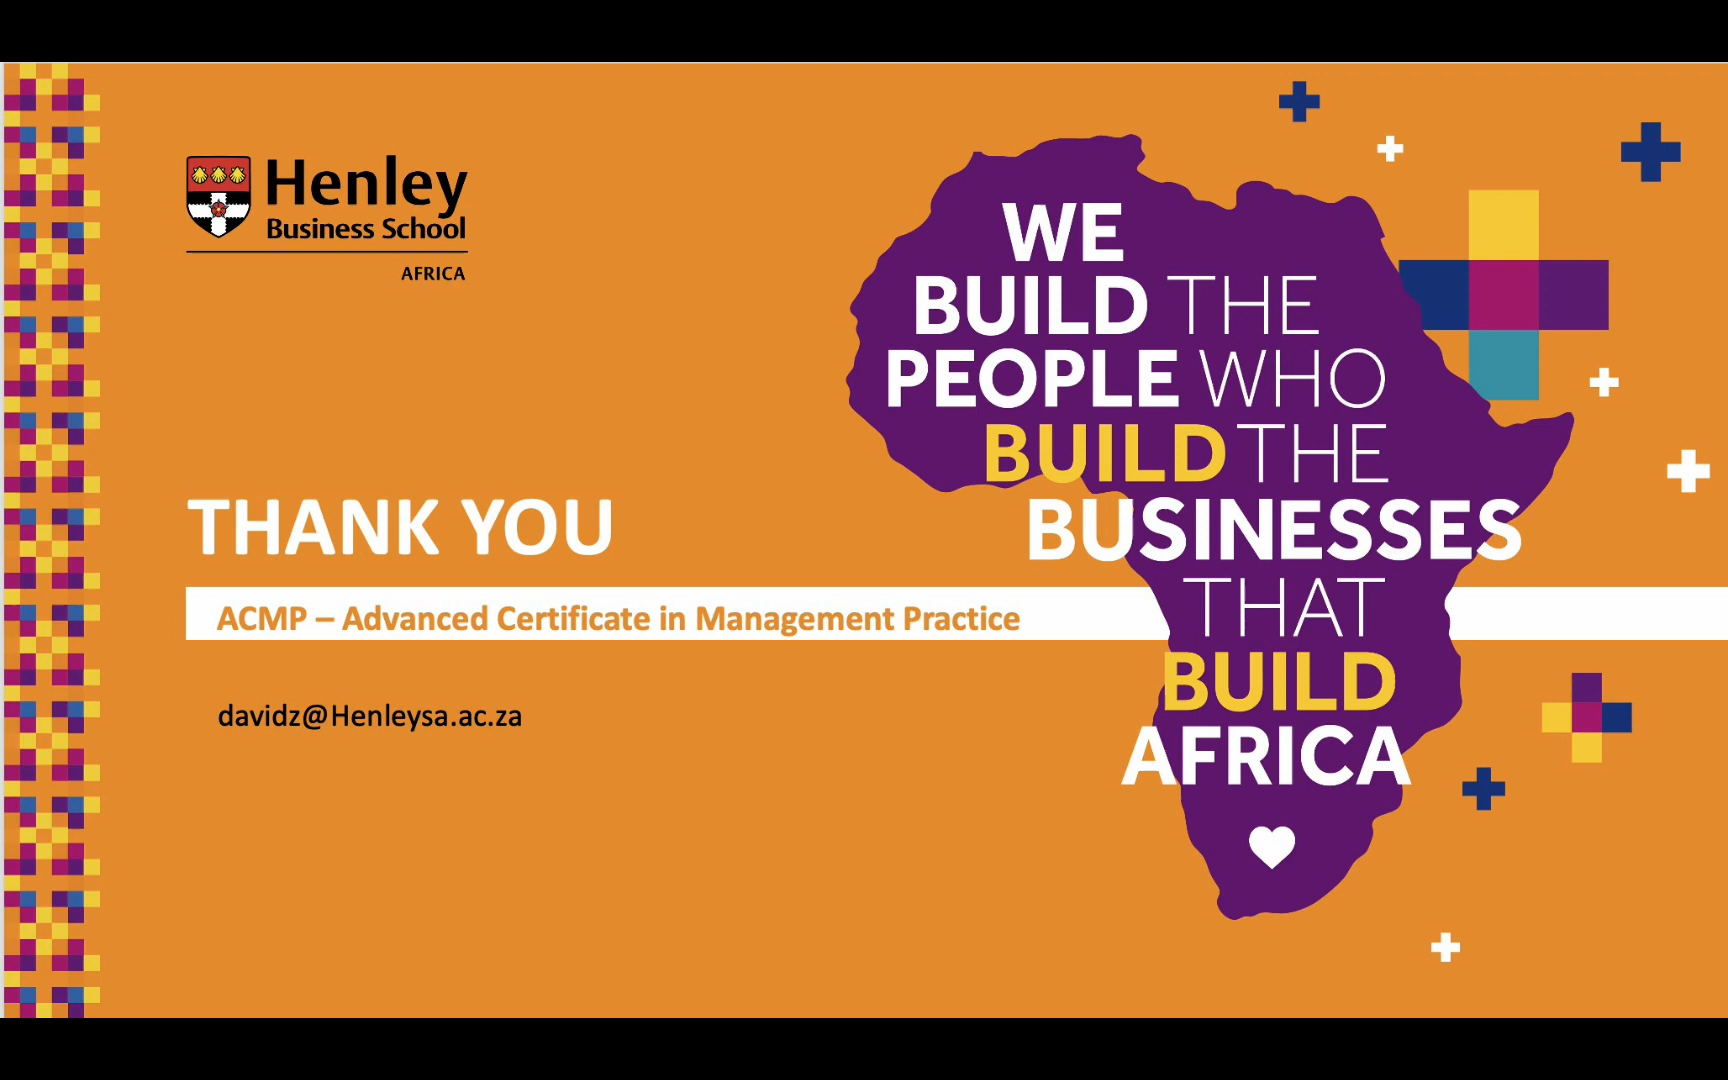 Henley
Business School
AFRICA
THANK YOU
ACMP – Advanced Certificate in Management Practice
davidz@Henleysa.ac.za
WE
BUILD THE
PEOPLE WHO
BUILD THE
BUSINESSES
THAT
BUILD
AFRICA